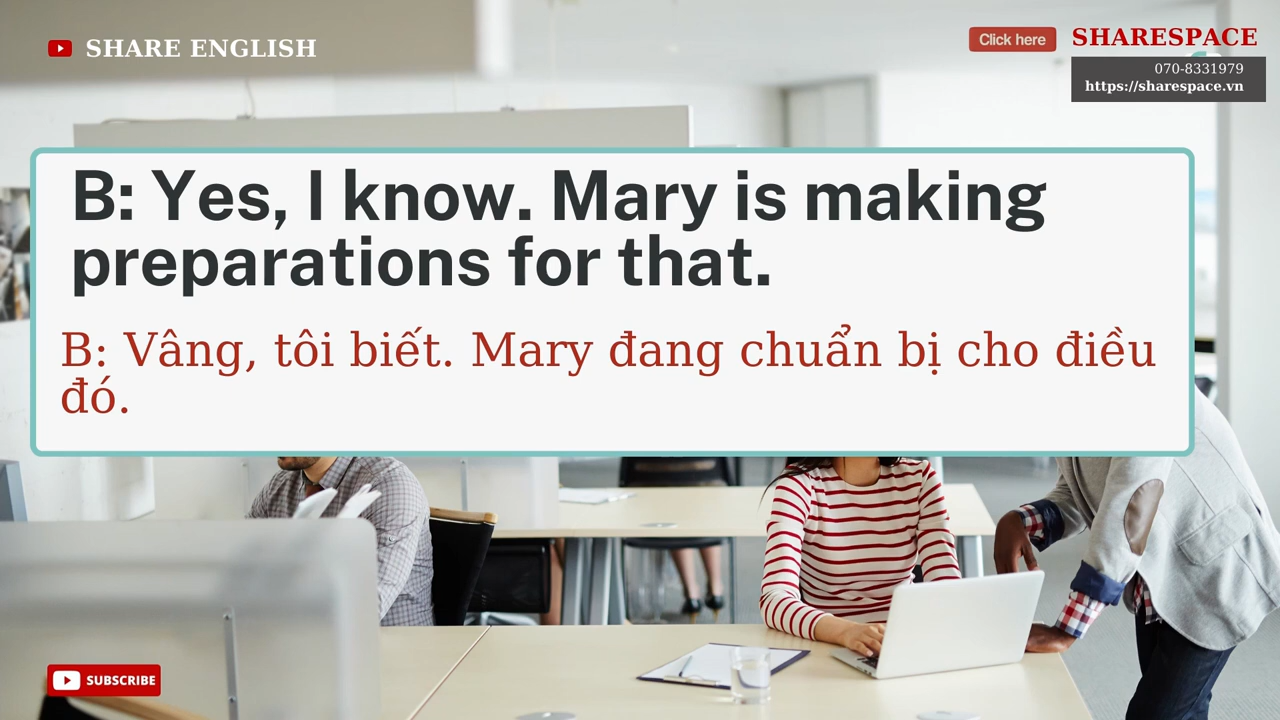 SHARE ENGLISH
Click here
SHARESPACE
070-8331979
https://sharespace.vn
B: Yes, I know. Mary is making
preparations for that.
B: Vâng, tôi biết. Mary đang chuẩn bị cho điều
đó.
SUBSCRIBE